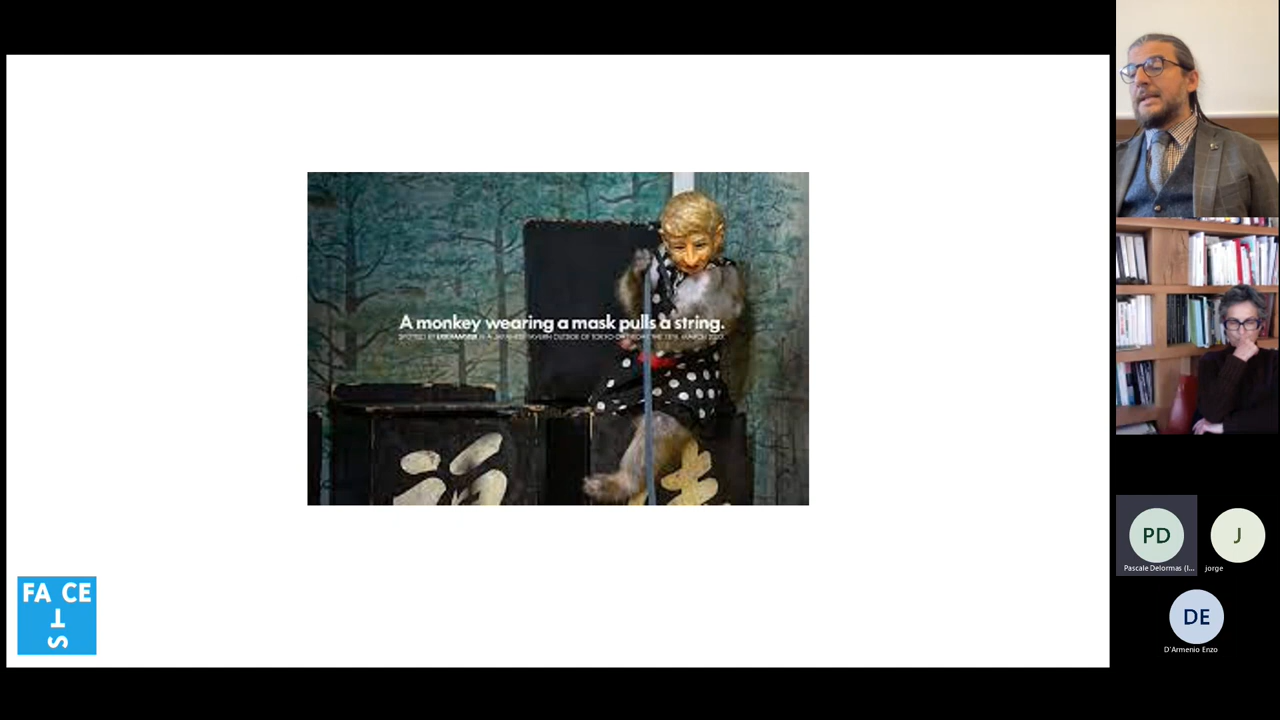 A monkey wearing a mask pulls a string.
FA CE
T
S
PD
J
Pascale Delormas (I...
jorge
DE
D'Armenio Enzo